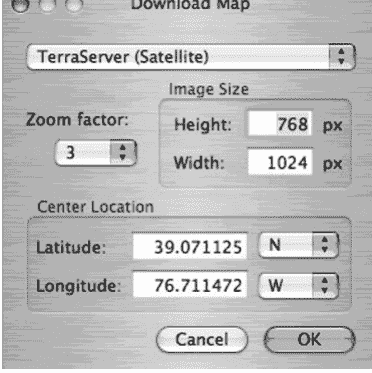 Download Map
TerraServer (Satellite)
Image Size
Zoom factor:
3
Height: 768 px
Width: 1024 px
Center Location
Latitude: 39.071125 N
Longitude: 76.711472 W
Cancel OK